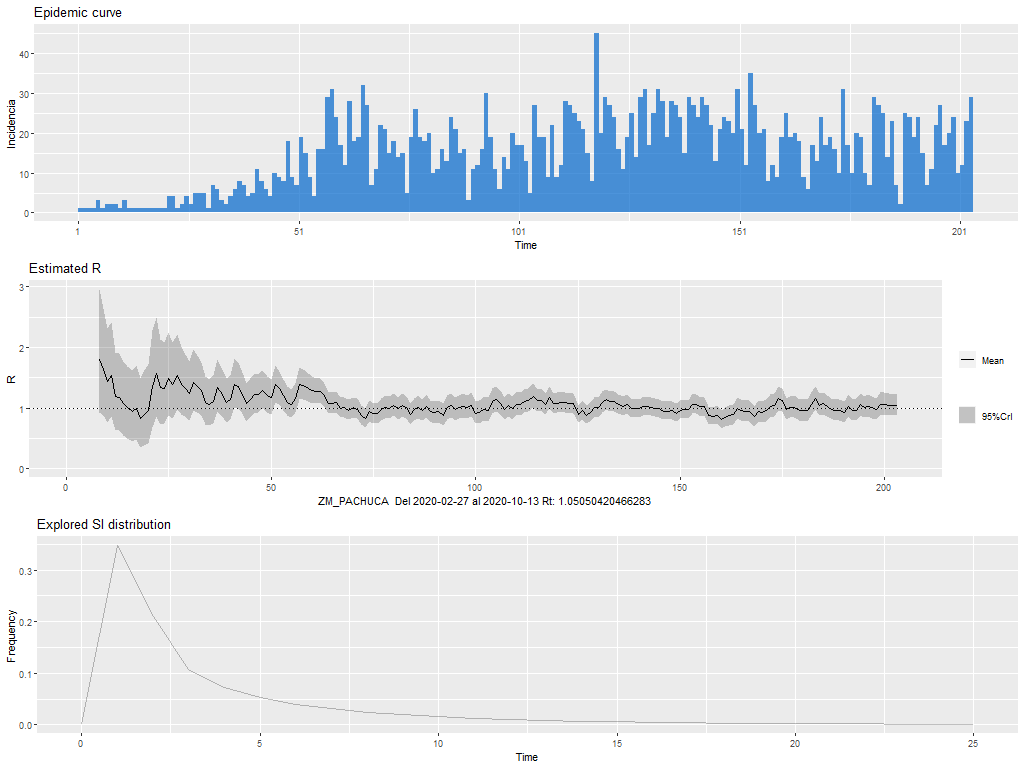 Epidemic curve
Incidencia
40
30
20
10
0
1
51
101
151
201
Time
Estimated R
R
3
2
1
0
0
50
100
150
200
Mean
95%CrI
ZM_PACHUCA Del 2020-02-27 al 2020-10-13 Rt: 1.05050420466283
Explored SI distribution
Frequency
0.3
0.2
0.1
0.0
0
5
10
15
20
25
Time